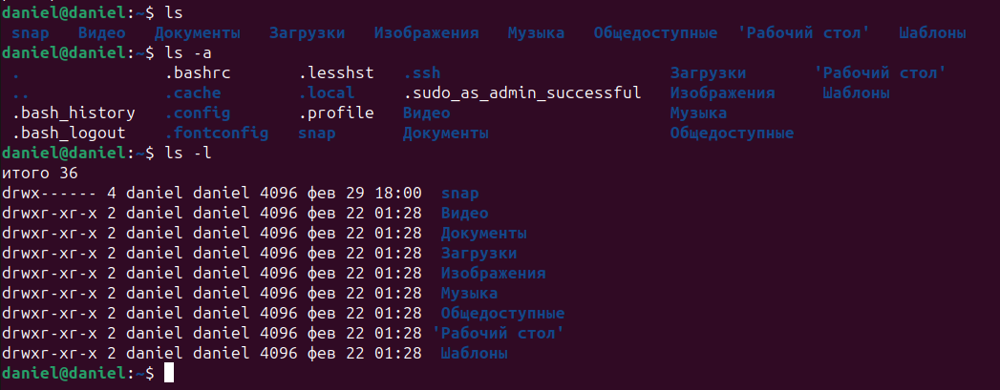 daniel@daniel:~$ ls
snap Видео Документы Загрузки Изображения Музыка Общедоступные 'Рабочий стол' Шаблоны
daniel@daniel:~$ ls -a
. .bashrc .lesshst .ssh Загрузки 'Рабочий стол'
.. .cache .local .sudo_as_admin_successful Изображения Шаблоны
.bash_history .config .profile Видео Музыка
.bash_logout .fontconfig snap Документы Общедоступные
daniel@daniel:~$ ls -l
итого 36
drwx------ 4 daniel daniel 4096 фев 29 18:00 snap
drwxr-xr-x 2 daniel daniel 4096 фев 22 01:28 Видео
drwxr-xr-x 2 daniel daniel 4096 фев 22 01:28 Документы
drwxr-xr-x 2 daniel daniel 4096 фев 22 01:28 Загрузки
drwxr-xr-x 2 daniel daniel 4096 фев 22 01:28 Изображения
drwxr-xr-x 2 daniel daniel 4096 фев 22 01:28 Музыка
drwxr-xr-x 2 daniel daniel 4096 фев 22 01:28 Общедоступные
drwxr-xr-x 2 daniel daniel 4096 фев 22 01:28 'Рабочий стол'
drwxr-xr-x 2 daniel daniel 4096 фев 22 01:28 Шаблоны
daniel@daniel:~$